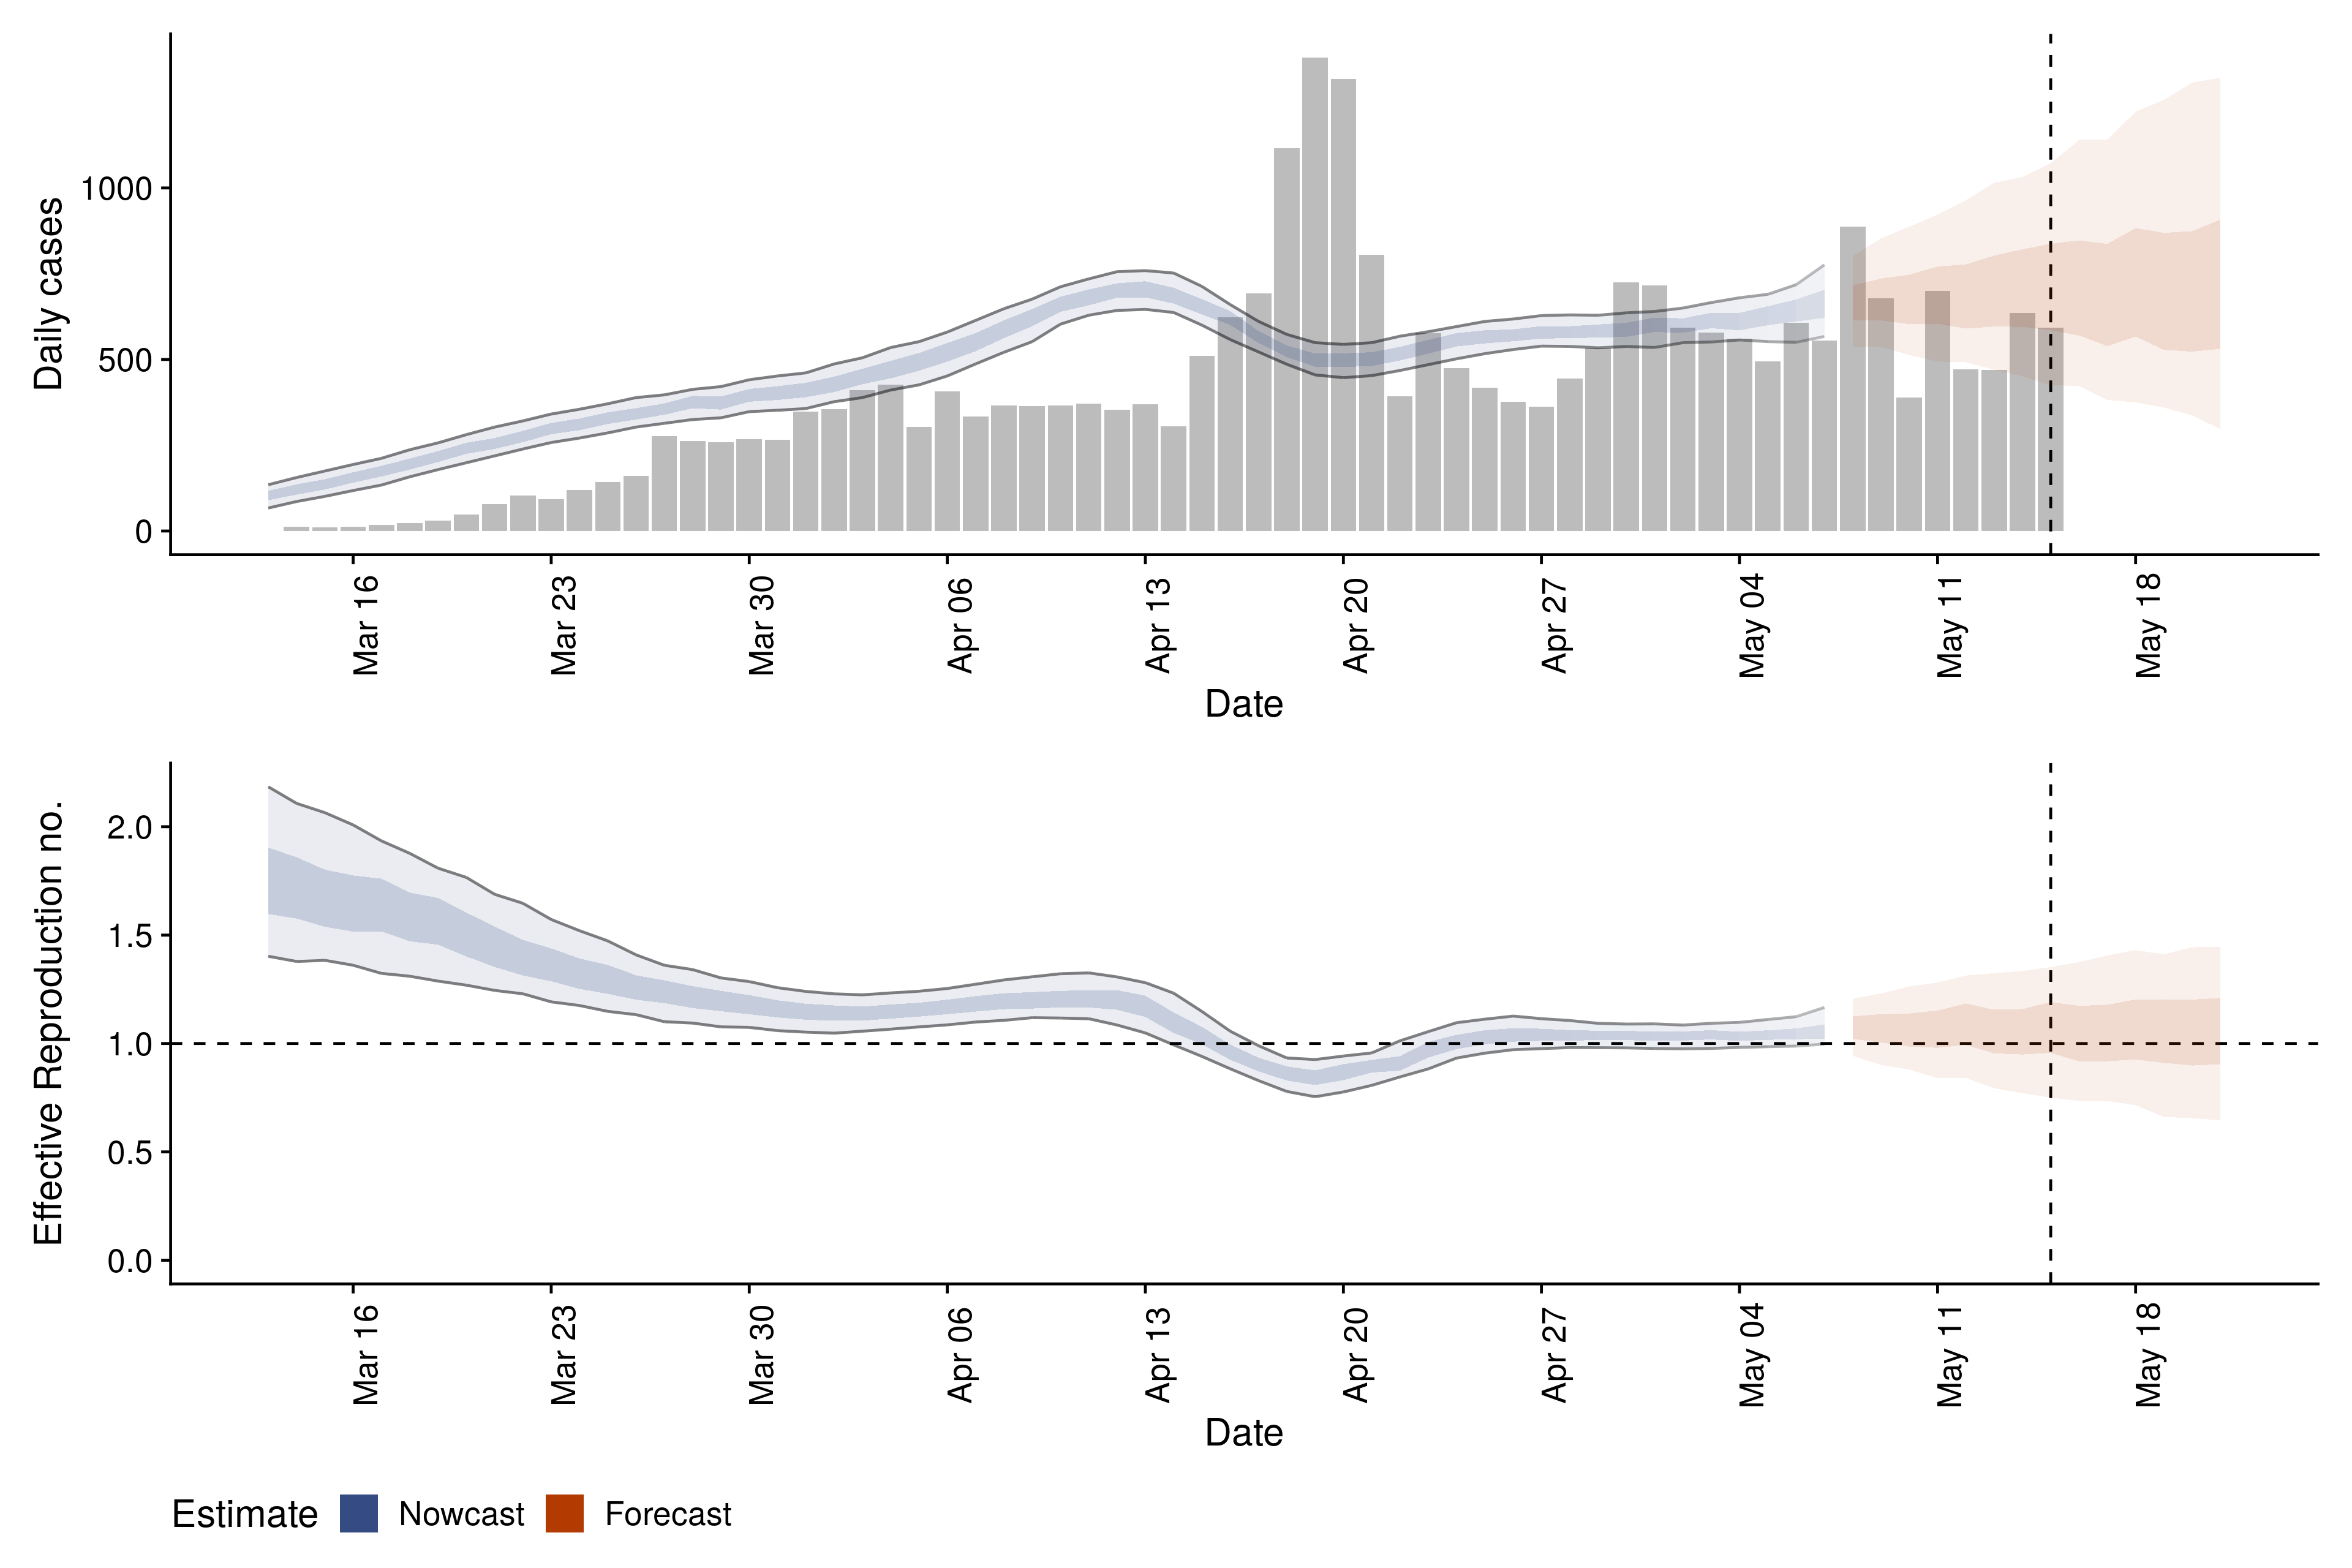 Daily cases
1000
500
0
Mar 16
Mar 23
Mar 30
Apr 06
Apr 13
Apr 20
Apr 27
May 04
May 11
May 18
Date
Effective Reproduction no.
2.0
1.5
1.0
0.5
0.0
Mar 16
Mar 23
Mar 30
Apr 06
Apr 13
Apr 20
Apr 27
May 04
May 11
May 18
Date
Estimate Nowcast Forecast